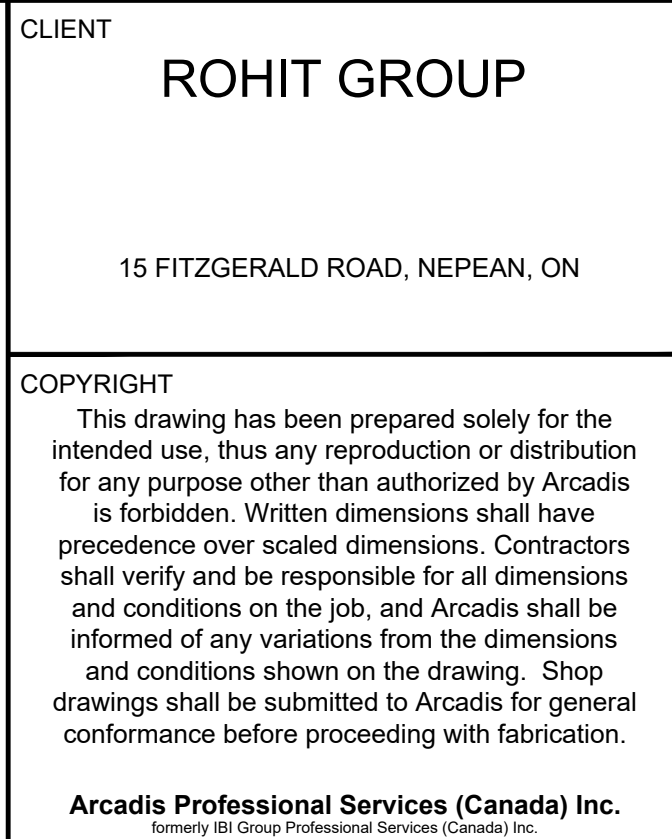 CLIENT
ROHIT GROUP
15 FITZGERALD ROAD, NEPEAN, ON
COPYRIGHT
This drawing has been prepared solely for the
intended use, thus any reproduction or distribution
for any purpose other than authorized by Arcadis
is forbidden. Written dimensions shall have
precedence over scaled dimensions. Contractors
shall verify and be responsible for all dimensions
and conditions on the job, and Arcadis shall be
informed of any variations from the dimensions
and conditions shown on the drawing.  Shop
drawings shall be submitted to Arcadis for general
conformance before proceeding with fabrication.
Arcadis Professional Services (Canada) Inc.
formerly IBI Group Professional Services (Canada) Inc.